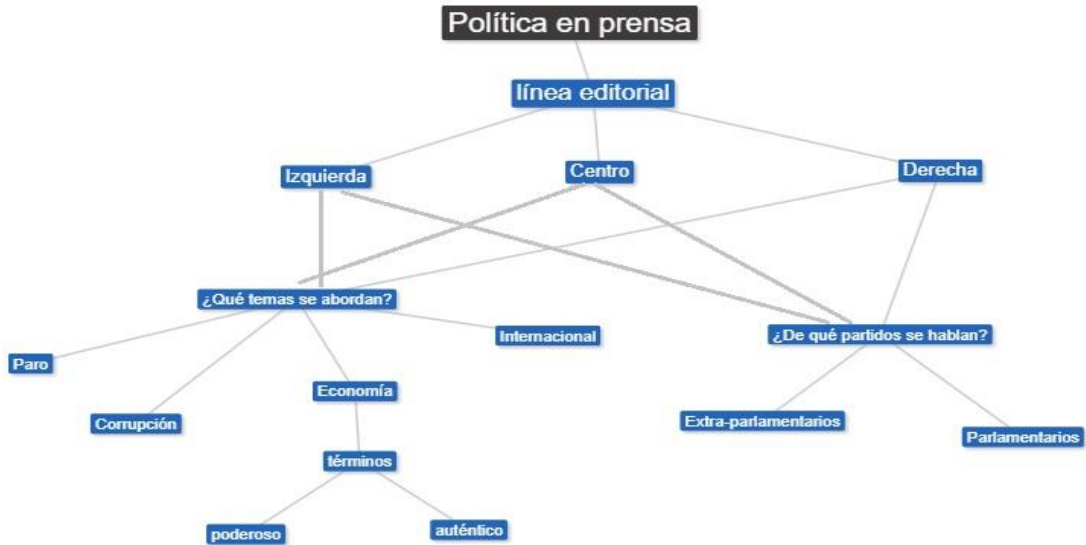 Política en prensa
línea editorial
Izquierda
Centro
Derecha
¿Qué temas se abordan?
¿De qué partidos se hablan?
Internacional
Paro
Economía
Corrupción
Extra-parlamentarios
Parlamentarios
términos
poderoso
auténtico